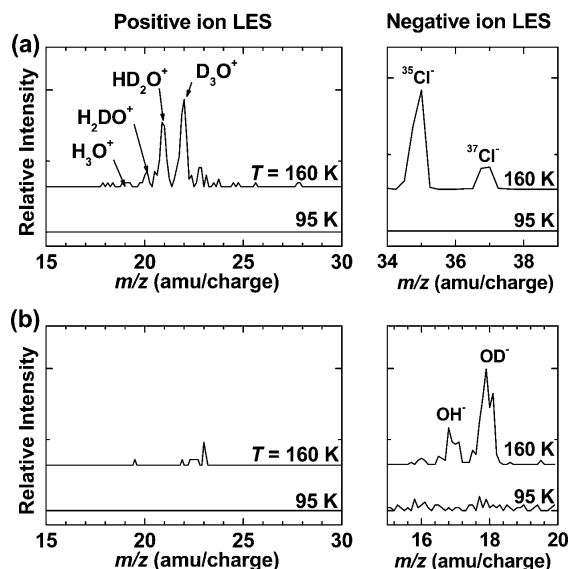 Positive ion LES
Negative ion LES
(a)
Relative Intensity
H₃O⁺
H₂DO⁺
HD₂O⁺
D₃O⁺
T = 160 K
95 K
15 20 25 30
m/z (amu/charge)
³⁵Cl⁻
³⁷Cl⁻
160 K
95 K
34 36 38 39
m/z (amu/charge)
(b)
Relative Intensity
T = 160 K
95 K
15 20 25 30
m/z (amu/charge)
OH⁻
OD⁻
160 K
95 K
16 18 20
m/z (amu/charge)